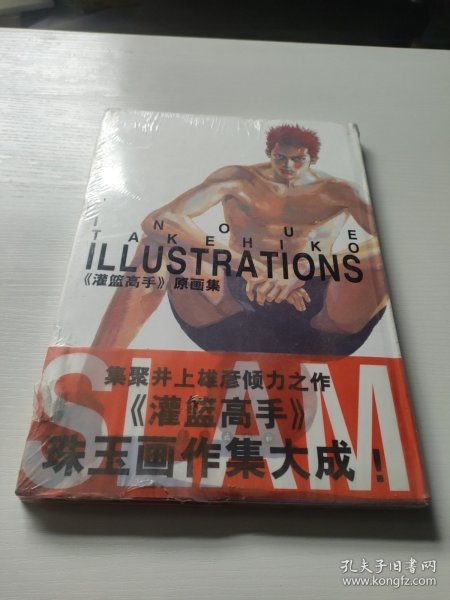 INOUE
TAKEHIKO
ILLUSTRATIONS
《灌篮高手》原画集
SLAM
集聚井上雄彦倾力之作
《灌篮高手》
珠玉画作集大成！
孔夫子旧书网
www.kongfz.com